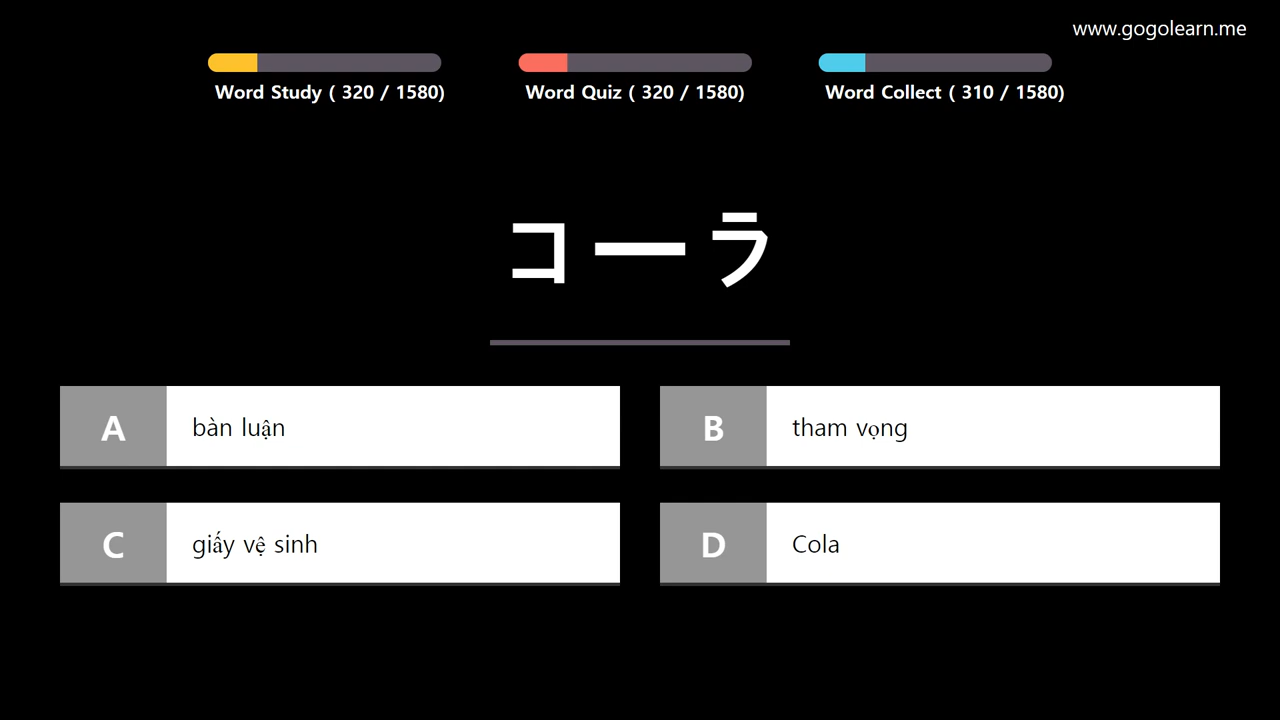 www.gogolearn.me
Word Study ( 320 / 1580)
Word Quiz ( 320 / 1580)
Word Collect ( 310 / 1580)
コーラ
A bàn luận
B tham vọng
C giấy vệ sinh
D Cola